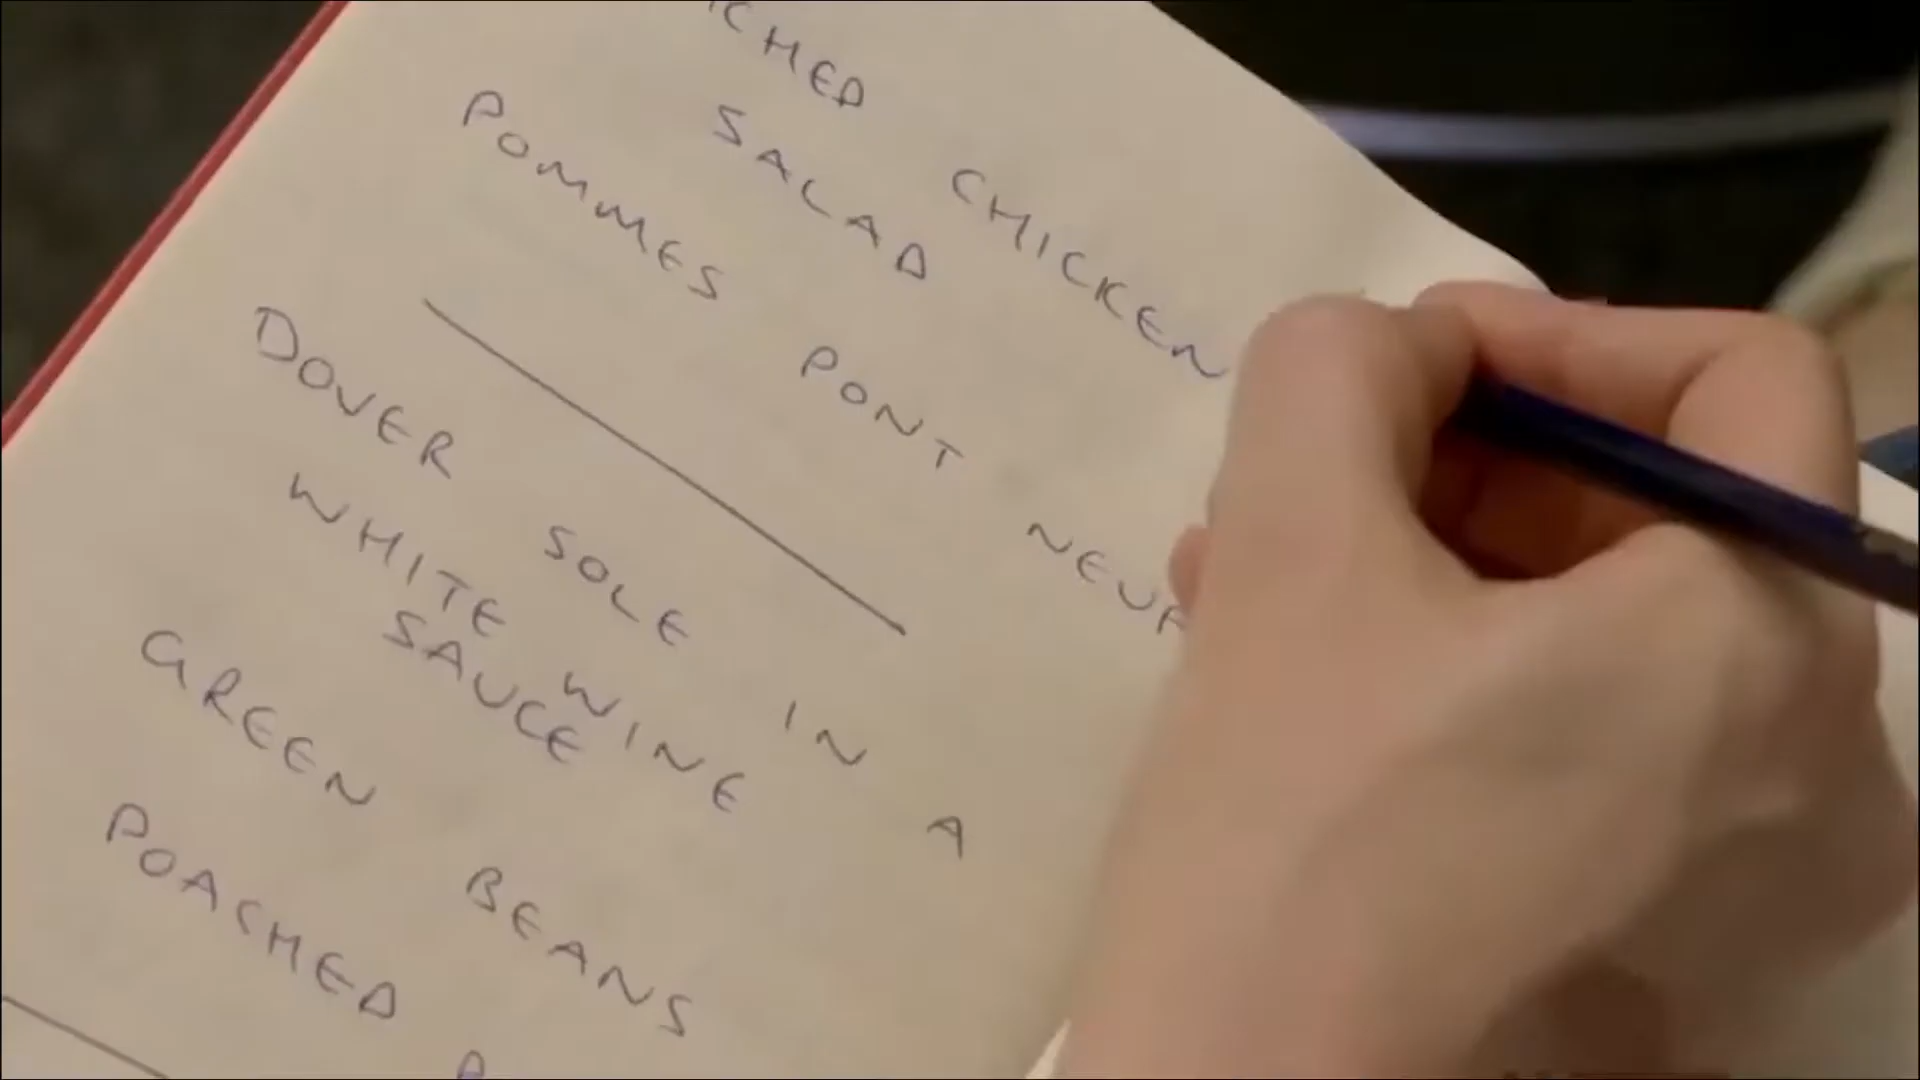 CHED CHICKEN
SALAD
POMMES PONT NEUF
DOVER SOLE IN A
WHITE WINE
SAUCE
GREEN BEANS
POACHED